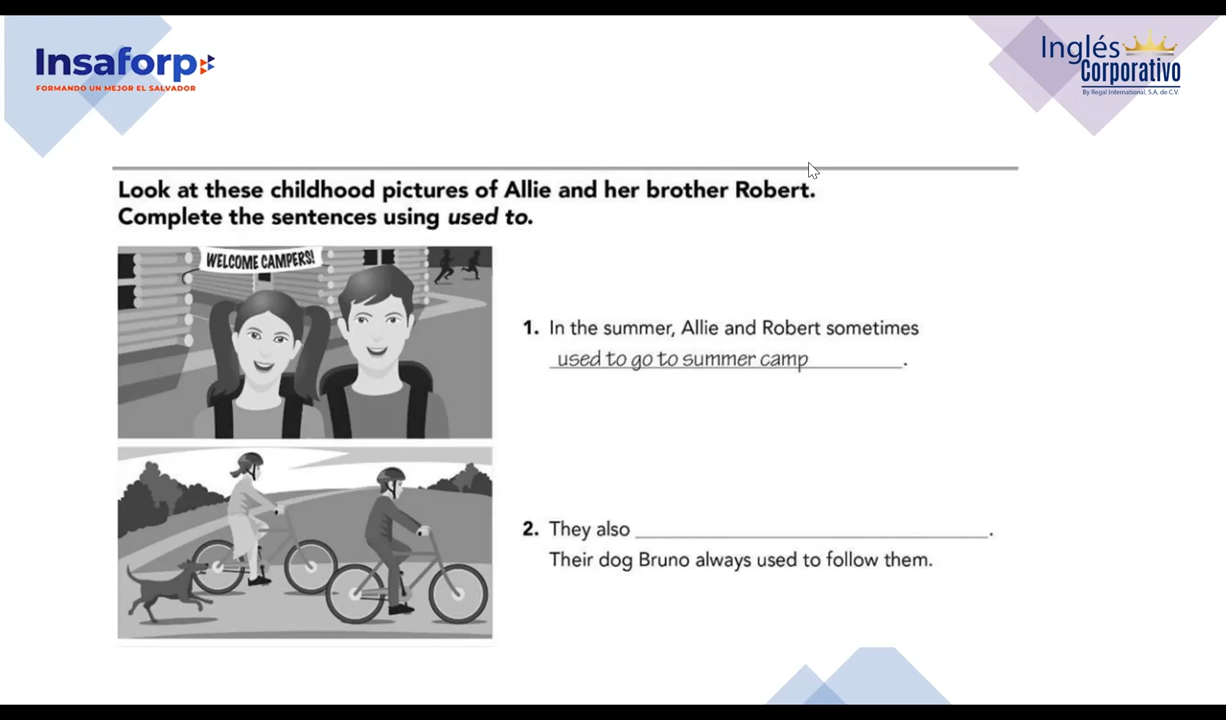 Insaforp
FORMANDO UN MEJOR EL SALVADOR
Inglés
Corporativo
By Regal International, S.A. de C.V.
Look at these childhood pictures of Allie and her brother Robert.
Complete the sentences using used to.
WELCOME CAMPERS!
1. In the summer, Allie and Robert sometimes
used to go to summer camp.
2. They also ________________________________.
Their dog Bruno always used to follow them.